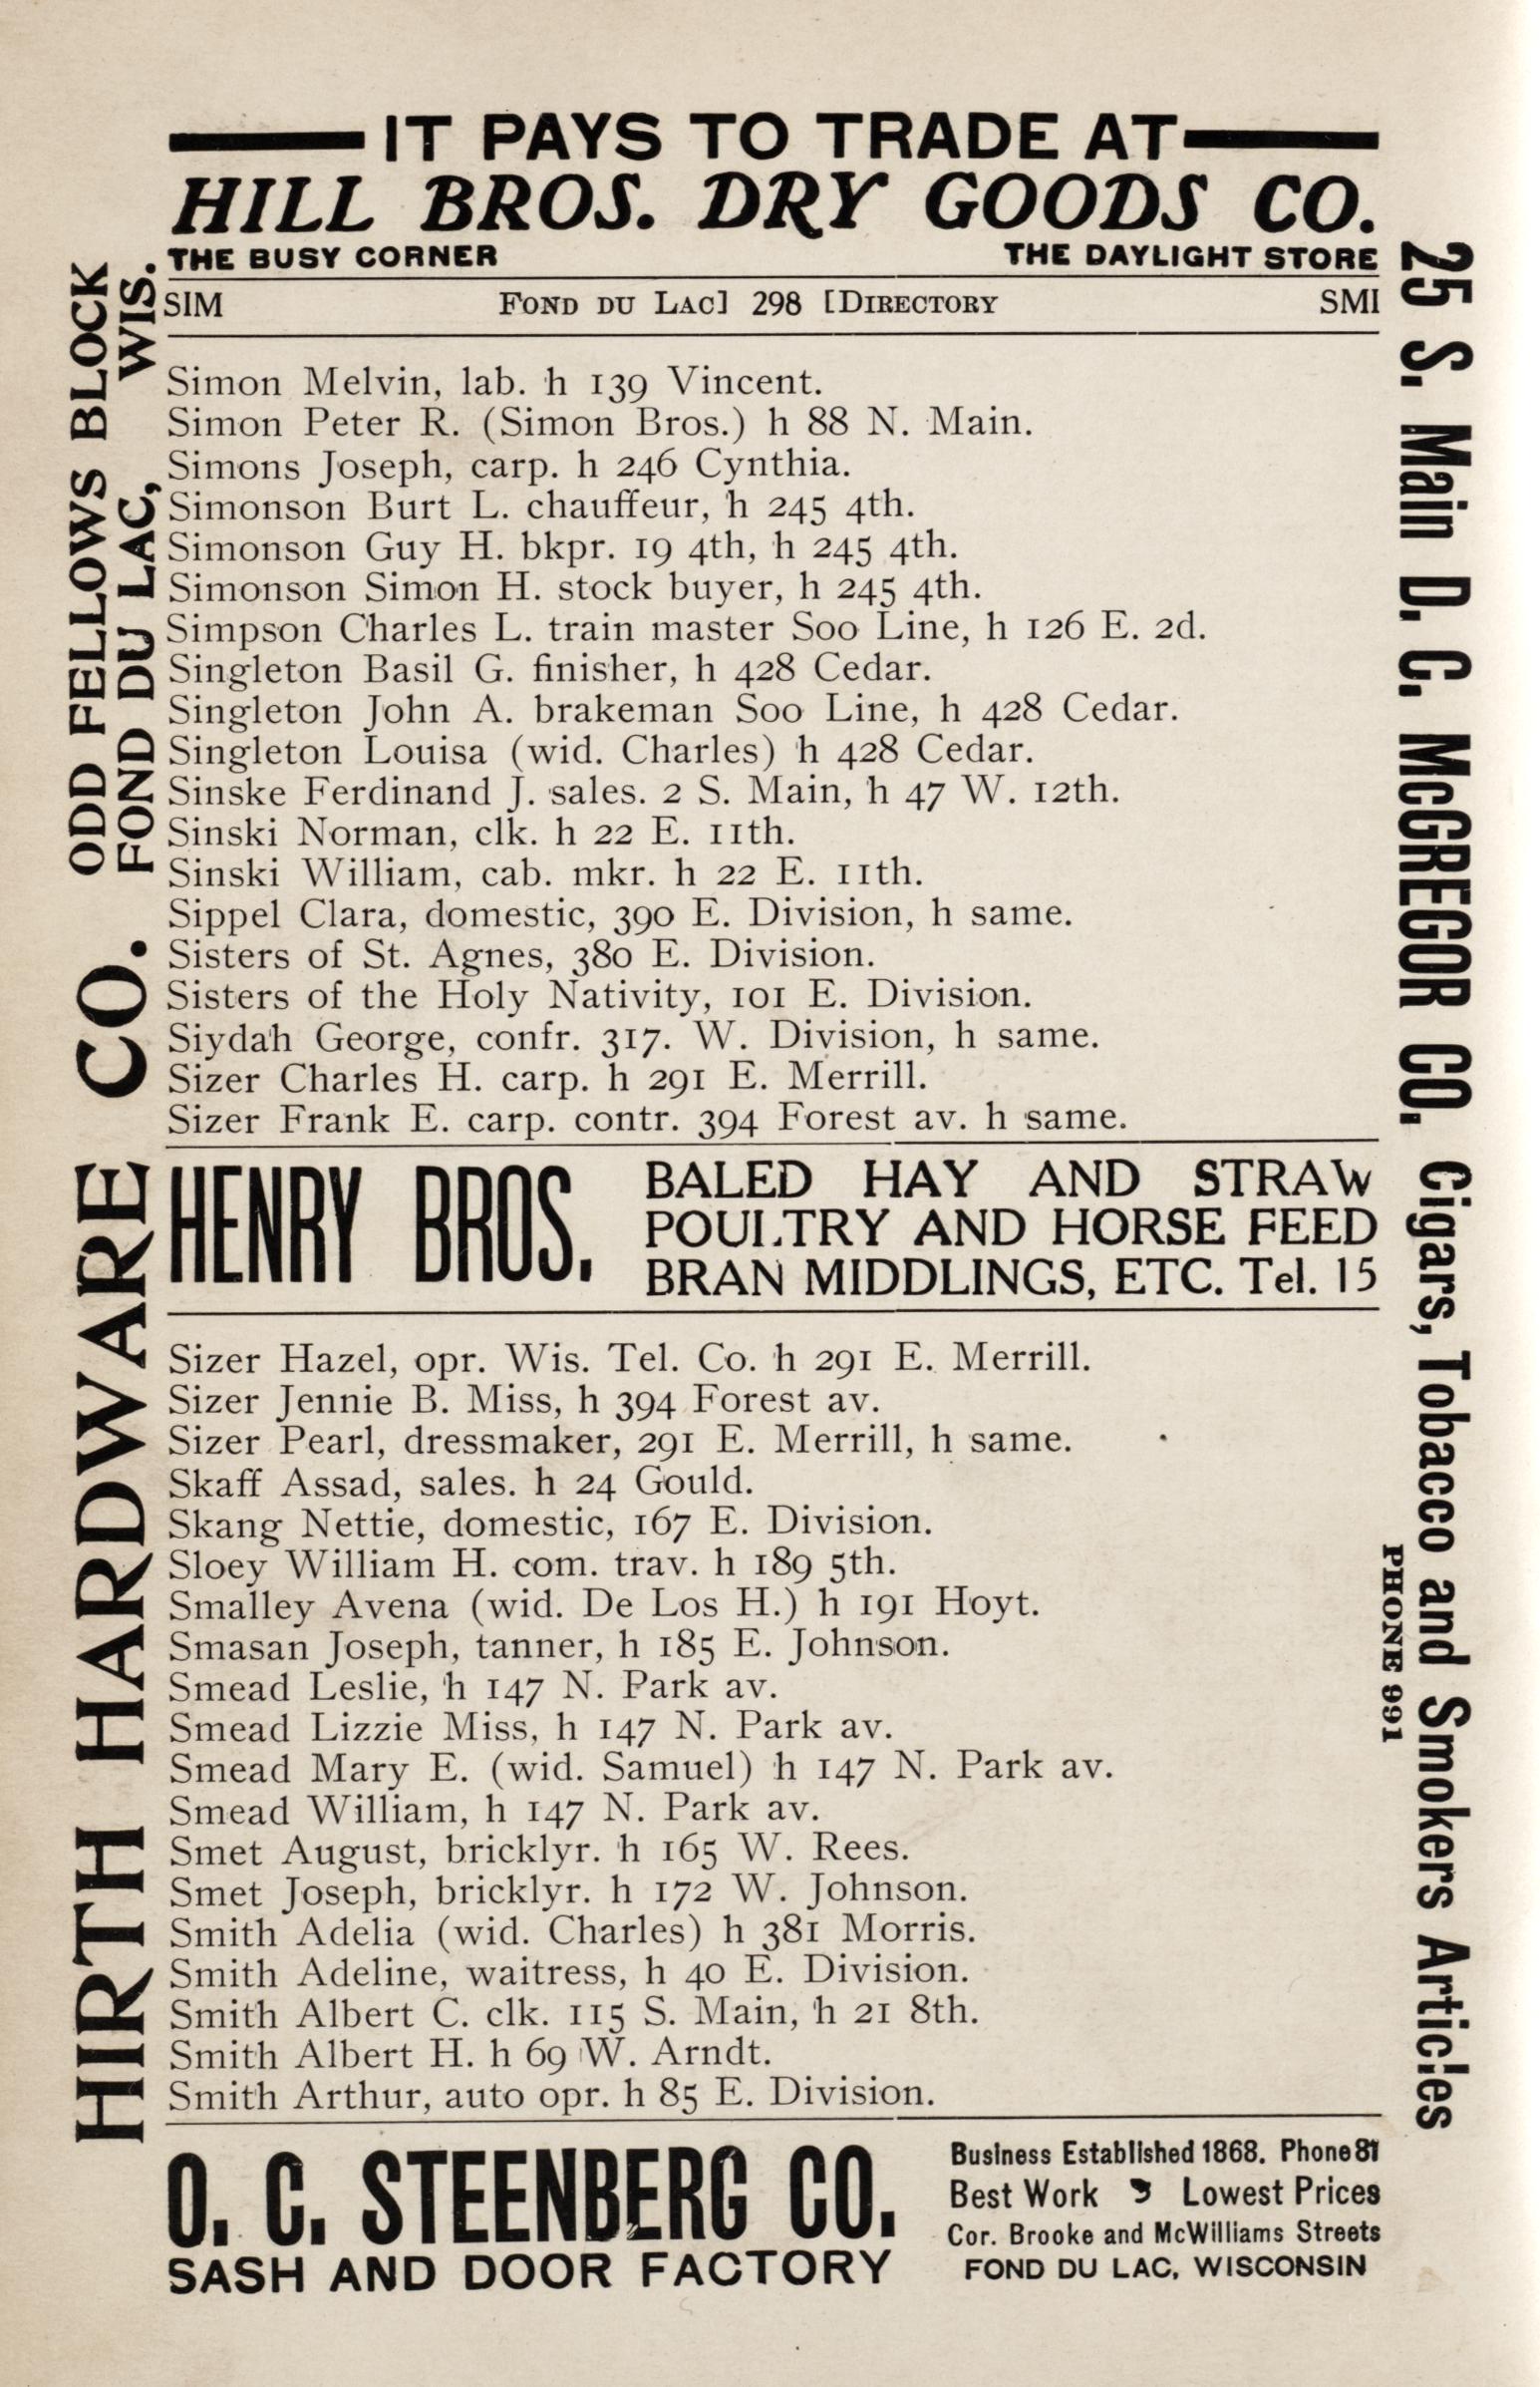 IT PAYS TO TRADE AT
HILL BROS. DRY GOODS CO.
THE BUSY CORNER THE DAYLIGHT STORE
SIM FOND DU LAC] 298 [DIRECTORY SMI
Simon Melvin, lab. h 139 Vincent.
Simon Peter R. (Simon Bros.) h 88 N. Main.
Simons Joseph, carp. h 246 Cynthia.
Simonson Burt L. chauffeur, h 245 4th.
Simonson Guy H. bkpr. 19 4th, h 245 4th.
Simonson Simon H. stock buyer, h 245 4th.
Simpson Charles L. train master Soo Line, h 126 E. 2d.
Singleton Basil G. finisher, h 428 Cedar.
Singleton John A. brakeman Soo Line, h 428 Cedar.
Singleton Louisa (wid. Charles) h 428 Cedar.
Sinske Ferdinand J. sales. 2 S. Main, h 47 W. 12th.
Sinski Norman, clk. h 22 E. 11th.
Sinski William, cab. mkr. h 22 E. 11th.
Sippel Clara, domestic, 390 E. Division, h same.
Sisters of St. Agnes, 380 E. Division.
Sisters of the Holy Nativity, 101 E. Division.
Siydah George, confr. 317. W. Division, h same.
Sizer Charles H. carp. h 291 E. Merrill.
Sizer Frank E. carp. contr. 394 Forest av. h same.
HENRY BROS.
BALED HAY AND STRAW
POULTRY AND HORSE FEED
BRAN MIDDLINGS, ETC. Tel. 15
Sizer Hazel, opr. Wis. Tel. Co. h 291 E. Merrill.
Sizer Jennie B. Miss, h 394 Forest av.
Sizer Pearl, dressmaker, 291 E. Merrill, h same.
Skaff Assad, sales. h 24 Gould.
Skang Nettie, domestic, 167 E. Division.
Sloey William H. com. trav. h 189 5th.
Smalley Avena (wid. De Los H.) h 191 Hoyt.
Smasan Joseph, tanner, h 185 E. Johnson.
Smead Leslie, h 147 N. Park av.
Smead Lizzie Miss, h 147 N. Park av.
Smead Mary E. (wid. Samuel) h 147 N. Park av.
Smead William, h 147 N. Park av.
Smet August, bricklyr. h 165 W. Rees.
Smet Joseph, bricklyr. h 172 W. Johnson.
Smith Adelia (wid. Charles) h 381 Morris.
Smith Adeline, waitress, h 40 E. Division.
Smith Albert C. clk. 115 S. Main, h 21 8th.
Smith Albert H. h 69 W. Arndt.
Smith Arthur, auto opr. h 85 E. Division.
O. C. STEENBERG CO.
SASH AND DOOR FACTORY
Business Established 1868. Phone 81
Best Work Lowest Prices
Cor. Brooke and McWilliams Streets
FOND DU LAC, WISCONSIN
HIRTH HARDWARE CO.
ODD FELLOWS BLOCK
FOND DU LAC, WIS.
25 S. Main D. C. McGREGOR CO. Cigars, Tobacco and Smokers Articles
PHONE 991